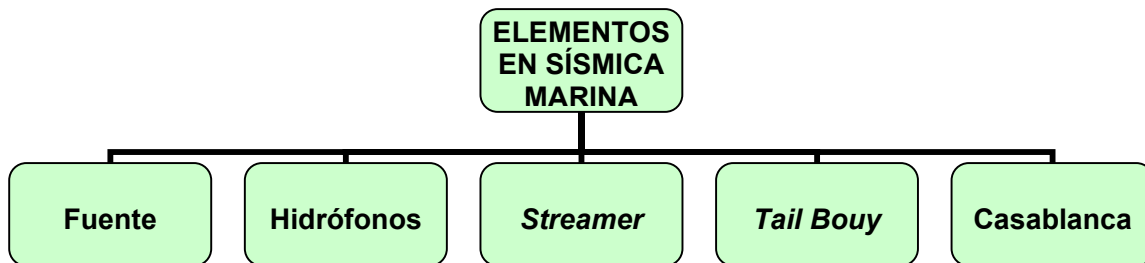 ELEMENTOS
EN SÍSMICA
MARINA
Fuente
Hidrófonos
Streamer
Tail Bouy
Casablanca